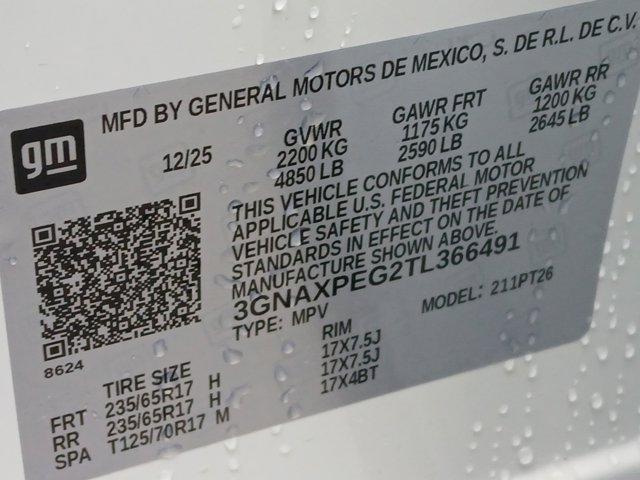 MFD BY GENERAL MOTORS DE MEXICO, S. DE R.L. DE C.V.
gm
12/25 GVWR GAWR FRT GAWR RR
2200 KG 1175 KG 1200 KG
4850 LB 2590 LB 2645 LB
THIS VEHICLE CONFORMS TO ALL
APPLICABLE U.S. FEDERAL MOTOR
VEHICLE SAFETY AND THEFT PREVENTION
STANDARDS IN EFFECT ON THE DATE OF
MANUFACTURE SHOWN ABOVE.
3GNAXPEG2TL366491
TYPE: MPV MODEL: 211PT26
8624
TIRE SIZE RIM
FRT 235/65R17 H 17X7.5J
RR 235/65R17 H 17X7.5J
SPA T125/70R17 M 17X4BT